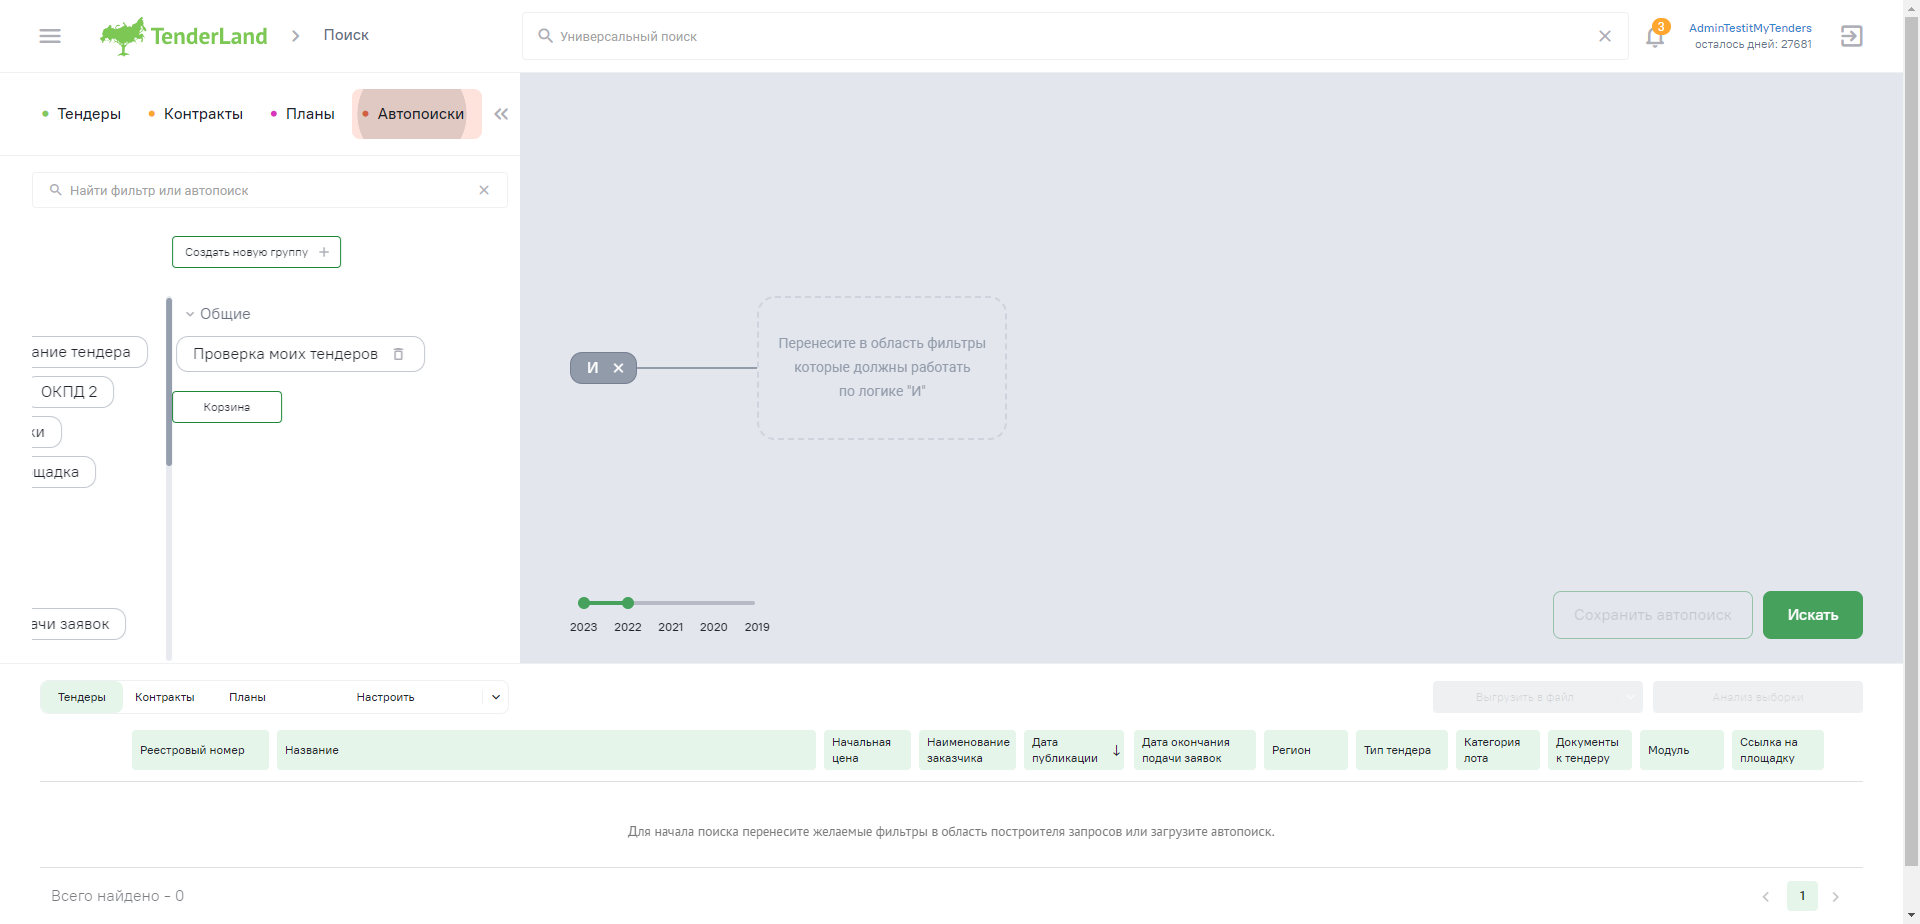 TenderLand
Поиск
Универсальный поиск
3
AdminTestitMyTenders
осталось дней: 27681
Тендеры
Контракты
Планы
Автопоиски
Найти фильтр или автопоиск
Создать новую группу
Общие
ание тендера
Проверка моих тендеров
ОКПД 2
Корзина
ки
щадка
ачи заявок
И
Перенесите в область фильтры
которые должны работать
по логике "И"
2023 2022 2021 2020 2019
Сохранить автопоиск
Искать
Тендеры
Контракты
Планы
Настроить
Выгрузить в файл
Анализ выборки
Реестровый номер
Название
Начальная
цена
Наименование
заказчика
Дата
публикации
Дата окончания
подачи заявок
Регион
Тип тендера
Категория
лота
Документы
к тендеру
Модуль
Ссылка на
площадку
Для начала поиска перенесите желаемые фильтры в область построителя запросов или загрузите автопоиск.
Всего найдено - 0
1